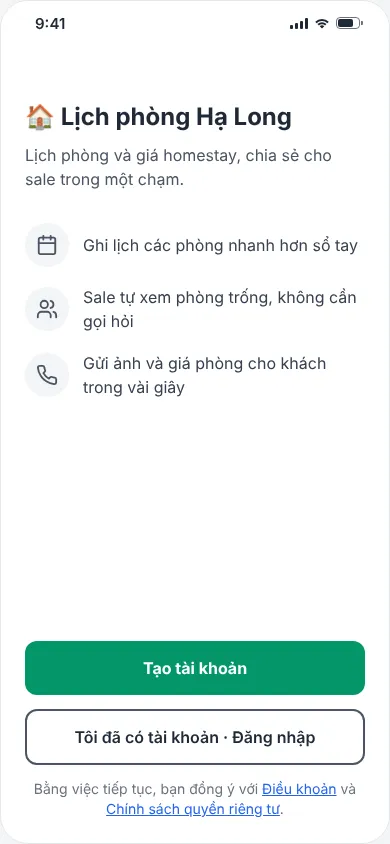 9:41
🏠 Lịch phòng Hạ Long
Lịch phòng và giá homestay, chia sẻ cho
sale trong một chạm.
Ghi lịch các phòng nhanh hơn sổ tay
Sale tự xem phòng trống, không cần
gọi hỏi
Gửi ảnh và giá phòng cho khách
trong vài giây
Tạo tài khoản
Tôi đã có tài khoản · Đăng nhập
Bằng việc tiếp tục, bạn đồng ý với Điều khoản và
Chính sách quyền riêng tư.